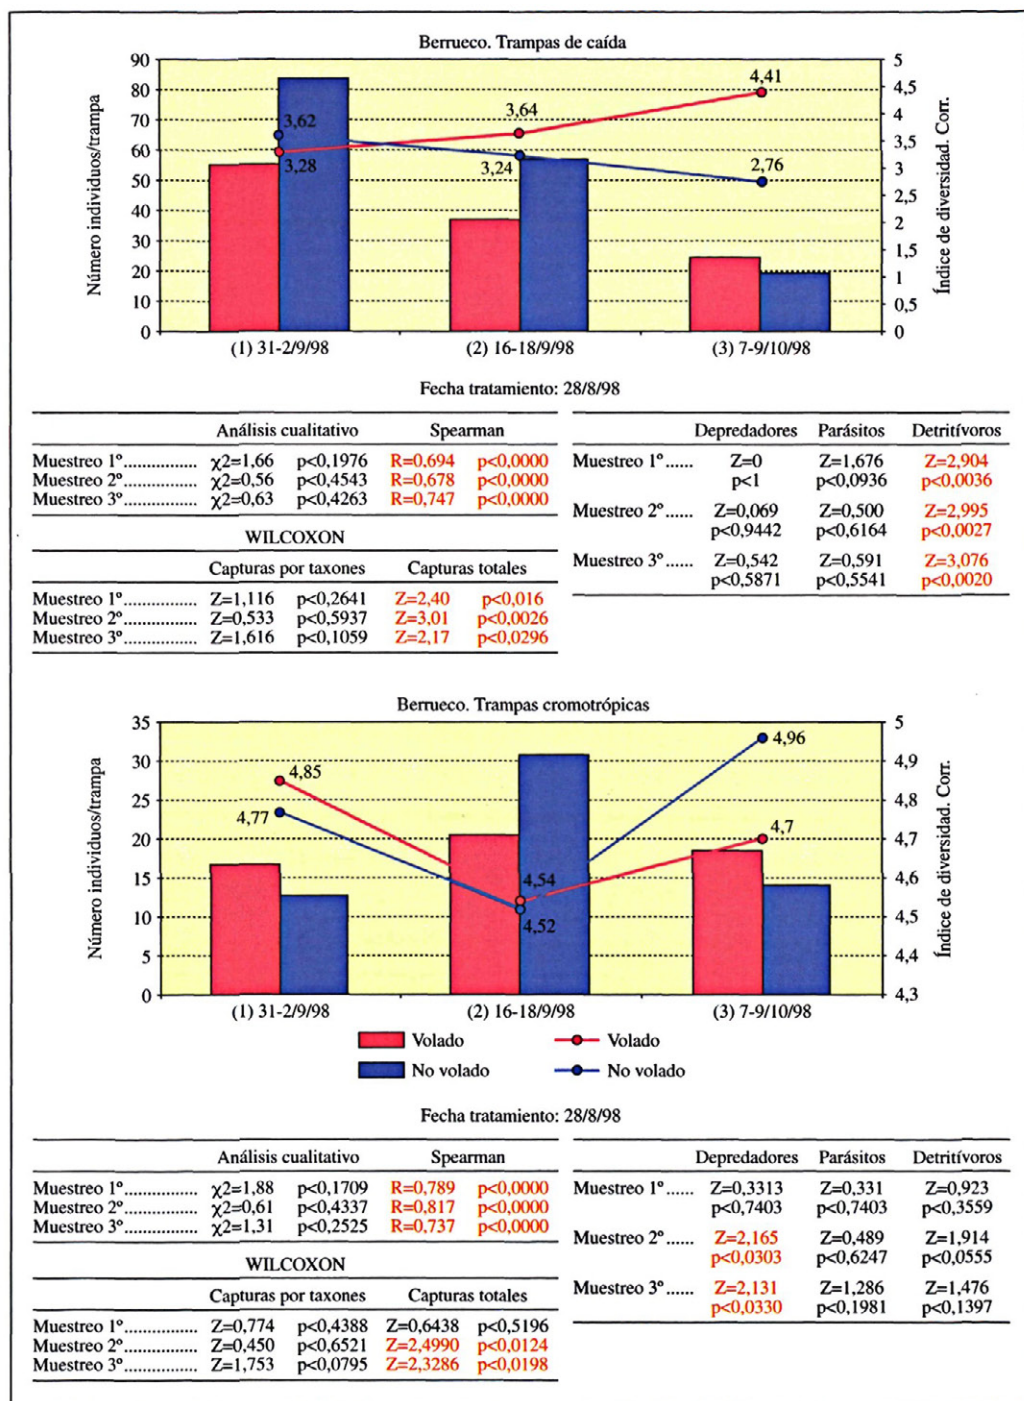 Berrueco. Trampas de caída
Número individuos/trampa
90
80
70
60
50
40
30
20
10
0
5
4,5
4
3,5
3
2,5
2
1,5
1
0,5
0
Índice de diversidad. Corr.
3,62
3,28
3,64
3,24
4,41
2,76
(1) 31-2/9/98 (2) 16-18/9/98 (3) 7-9/10/98
Fecha tratamiento: 28/8/98
Análisis cualitativo Spearman
Muestreo 1º............... χ2=1,66 p<0,1976 R=0,694 p<0,0000
Muestreo 2º............... χ2=0,56 p<0,4543 R=0,678 p<0,0000
Muestreo 3º............... χ2=0,63 p<0,4263 R=0,747 p<0,0000
WILCOXON
Capturas por taxones Capturas totales
Muestreo 1º............... Z=1,116 p<0,2641 Z=2,40 p<0,016
Muestreo 2º............... Z=0,533 p<0,5937 Z=3,01 p<0,0026
Muestreo 3º............... Z=1,616 p<0,1059 Z=2,17 p<0,0296
Depredadores Parásitos Detritívoros
Muestreo 1º...... Z=0 Z=1,676 Z=2,904
p<1 p<0,0936 p<0,0036
Muestreo 2º...... Z=0,069 Z=0,500 Z=2,995
p<0,9442 p<0,6164 p<0,0027
Muestreo 3º...... Z=0,542 Z=0,591 Z=3,076
p<0,5871 p<0,5541 p<0,0020
Berrueco. Trampas cromotrópicas
Número individuos/trampa
35
30
25
20
15
10
5
0
5
4,9
4,8
4,7
4,6
4,5
4,4
4,3
Índice de diversidad. Corr.
4,85
4,77
4,54
4,52
4,96
4,7
(1) 31-2/9/98 (2) 16-18/9/98 (3) 7-9/10/98
Volado Volado
No volado No volado
Fecha tratamiento: 28/8/98
Análisis cualitativo Spearman
Muestreo 1º............... χ2=1,88 p<0,1709 R=0,789 p<0,0000
Muestreo 2º............... χ2=0,61 p<0,4337 R=0,817 p<0,0000
Muestreo 3º............... χ2=1,31 p<0,2525 R=0,737 p<0,0000
WILCOXON
Capturas por taxones Capturas totales
Muestreo 1º............... Z=0,774 p<0,4388 Z=0,6438 p<0,5196
Muestreo 2º............... Z=0,450 p<0,6521 Z=2,4990 p<0,0124
Muestreo 3º............... Z=1,753 p<0,0795 Z=2,3286 p<0,0198
Depredadores Parásitos Detritívoros
Muestreo 1º...... Z=0,3313 Z=0,331 Z=0,923
p<0,7403 p<0,7403 p<0,3559
Muestreo 2º...... Z=2,165 Z=0,489 Z=1,914
p<0,0303 p<0,6247 p<0,0555
Muestreo 3º...... Z=2,131 Z=1,286 Z=1,476
p<0,0330 p<0,1981 p<0,1397